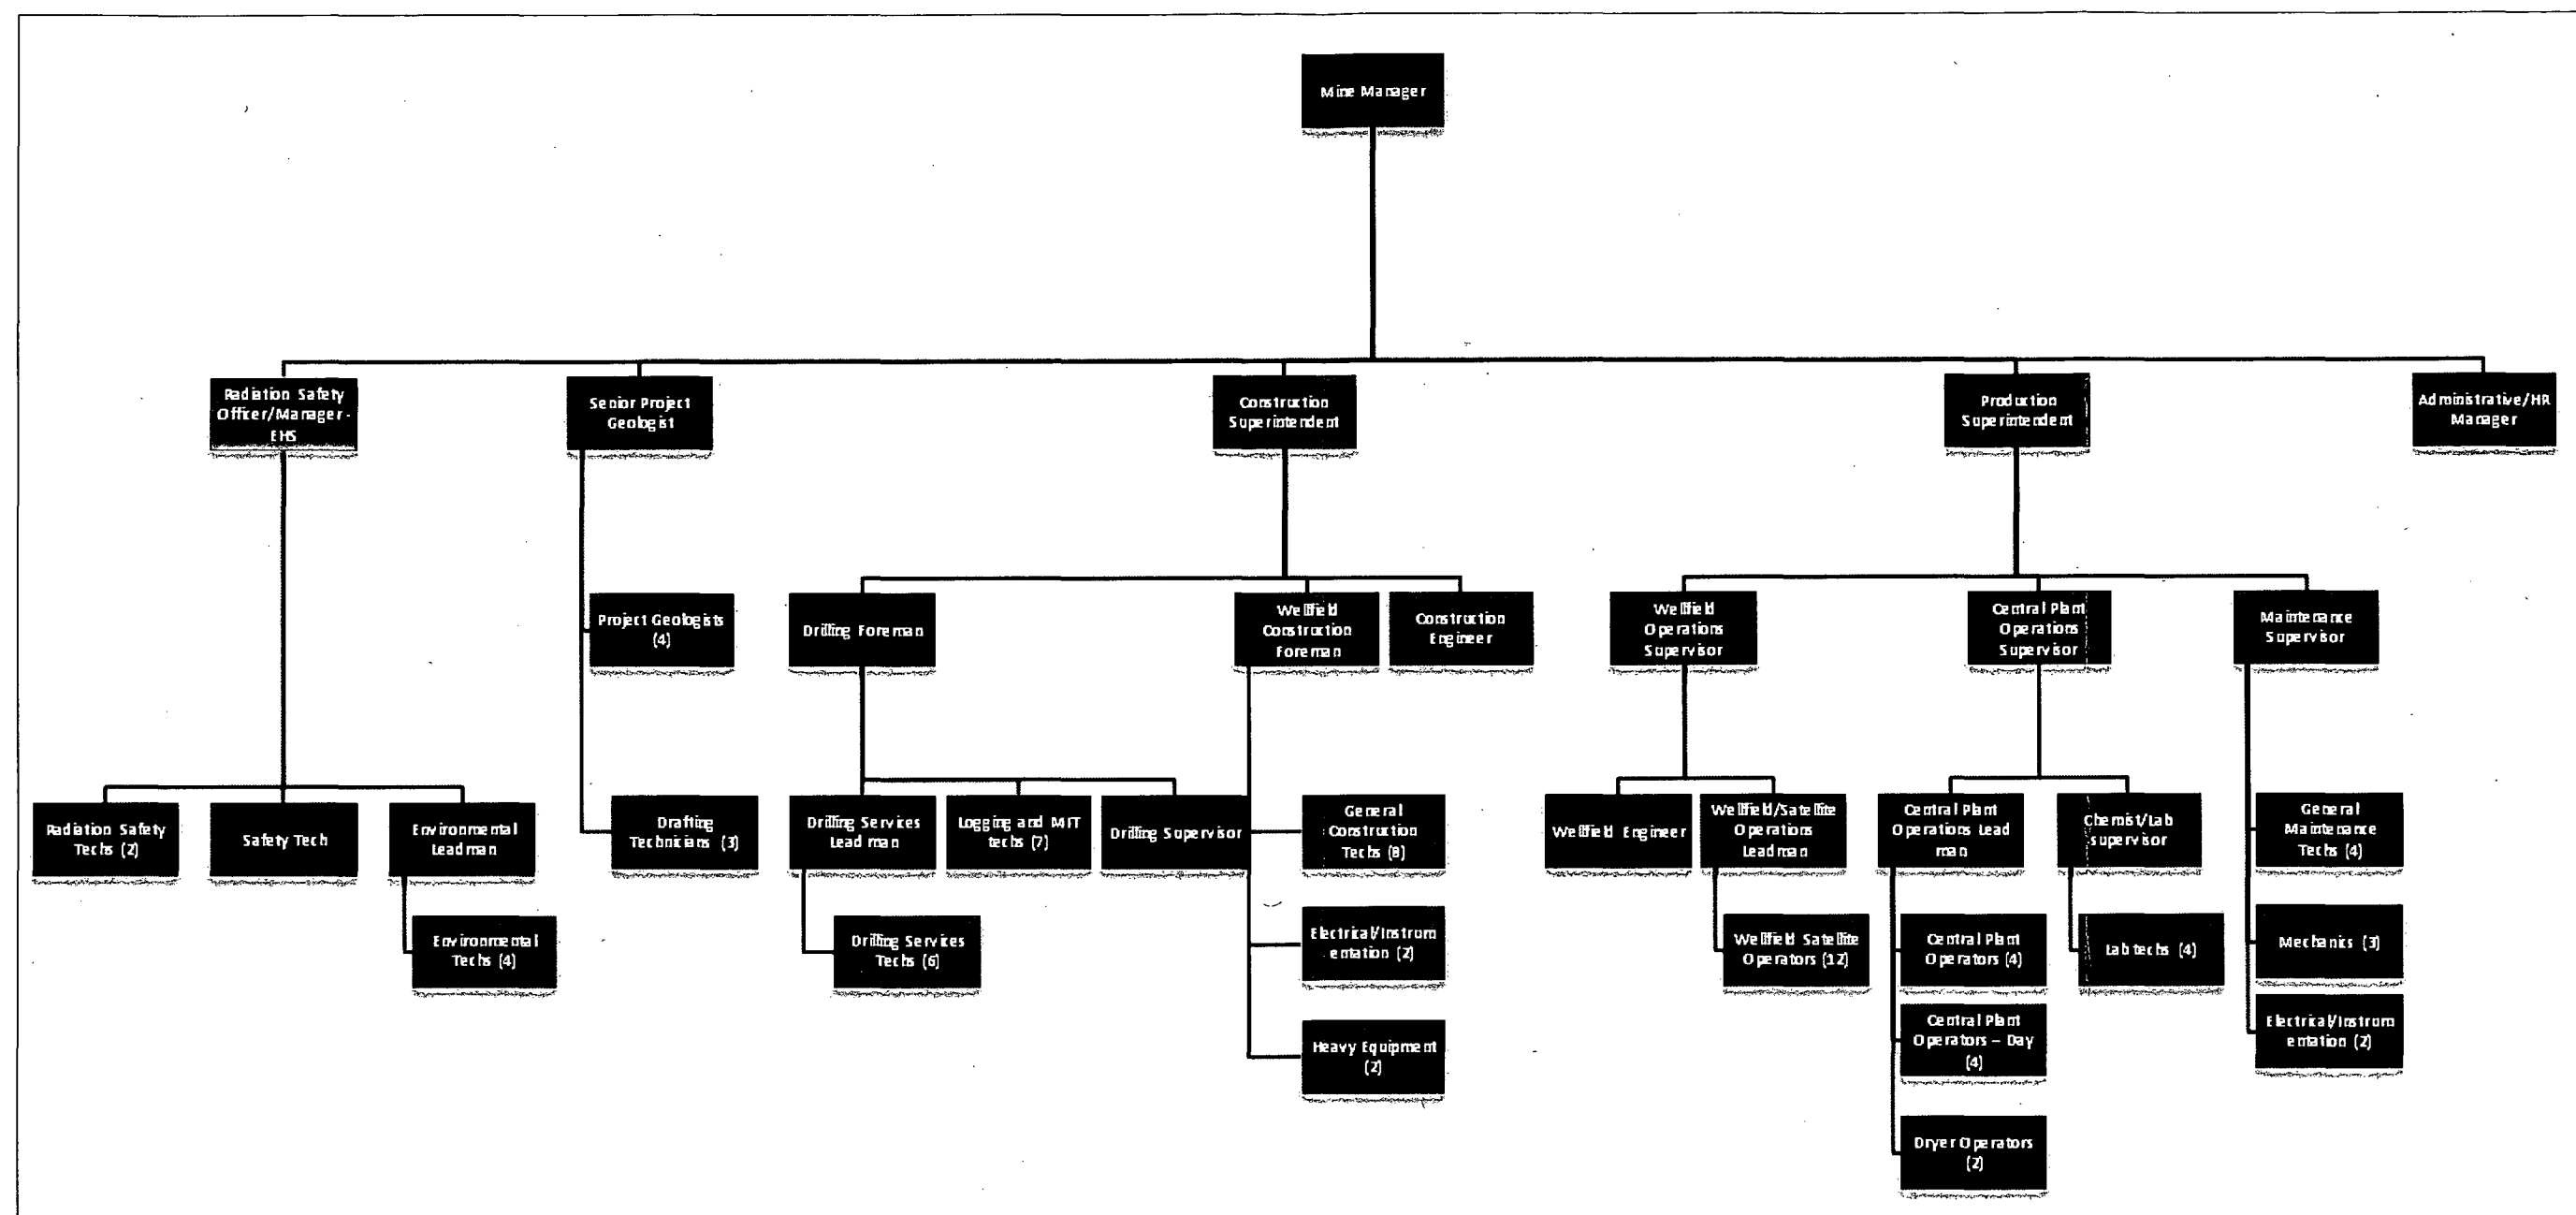 Mine Manager
Radiation Safety
Officer/Manager -
EHS
Senior Project
Geologist
Construction
Superintendent
Production
Superintendent
Administrative/HR
Manager
Project Geologists
(4)
Drilling Foreman
Wellfield
Construction
Foreman
Construction
Engineer
Wellfield
Operations
Supervisor
Central Plant
Operations
Supervisor
Maintenance
Supervisor
Radiation Safety
Techs (2)
Safety Tech
Environmental
Leadman
Drafting
Technicians (3)
Drilling Services
Lead man
Logging and MIT
techs (7)
Drilling Supervisor
General
Construction
Techs (8)
Wellfield Engineer
Wellfield/Satellite
Operations
Leadman
Central Plant
Operations Lead
man
Chemist/Lab
supervisor
General
Maintenance
Techs (4)
Environmental
Techs (4)
Drilling Services
Techs (6)
Electrical/Instrum
entation (2)
Wellfield Satellite
Operators (12)
Central Plant
Operators (4)
Lab techs (4)
Mechanics (3)
Heavy Equipment
(2)
Central Plant
Operators – Day
(4)
Electrical/Instrum
entation (2)
Dryer Operators
(2)